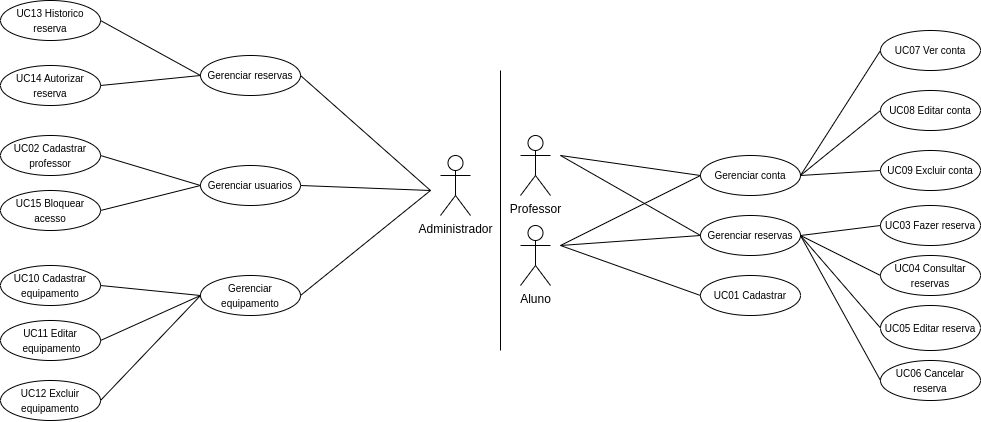 UC13 Historico
reserva
UC14 Autorizar
reserva
Gerenciar reservas
UC02 Cadastrar
professor
UC15 Bloquear
acesso
Gerenciar usuarios
UC10 Cadastrar
equipamento
UC11 Editar
equipamento
UC12 Excluir
equipamento
Gerenciar
equipamento
Administrador
Professor
Aluno
Gerenciar conta
Gerenciar reservas
UC01 Cadastrar
UC07 Ver conta
UC08 Editar conta
UC09 Excluir conta
UC03 Fazer reserva
UC04 Consultar
reservas
UC05 Editar reserva
UC06 Cancelar
reserva